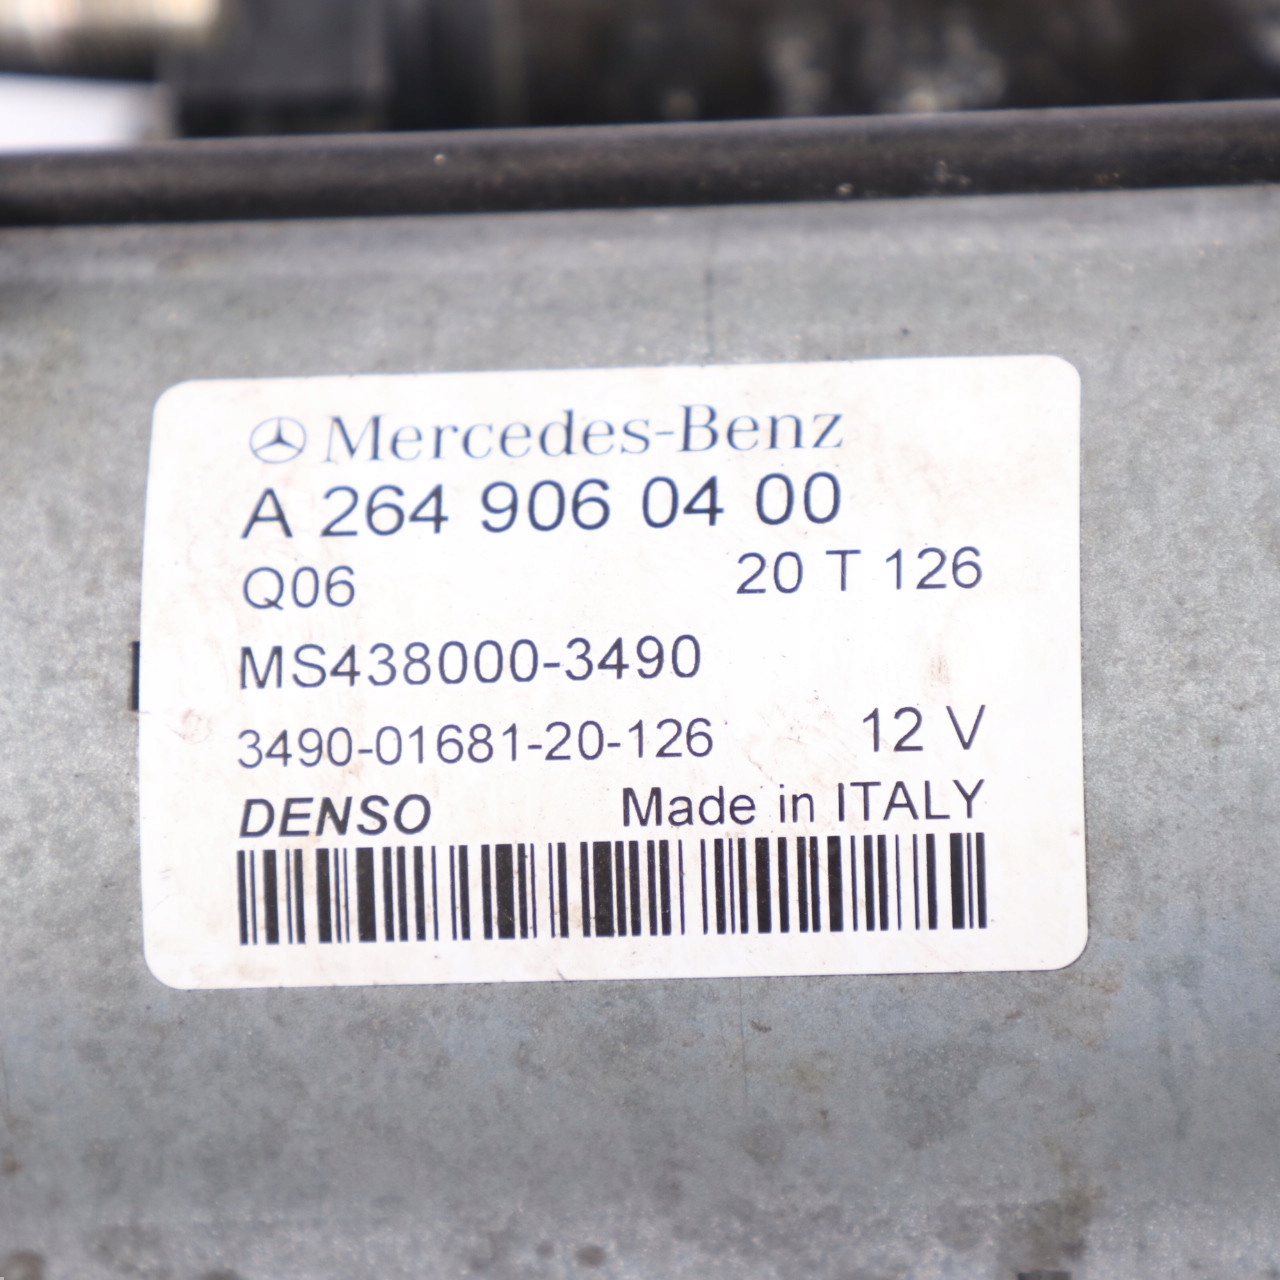 Mercedes-Benz
A 264 906 04 00
Q06 20 T 126
MS438000-3490
3490-01681-20-126 12 V
DENSO Made in ITALY